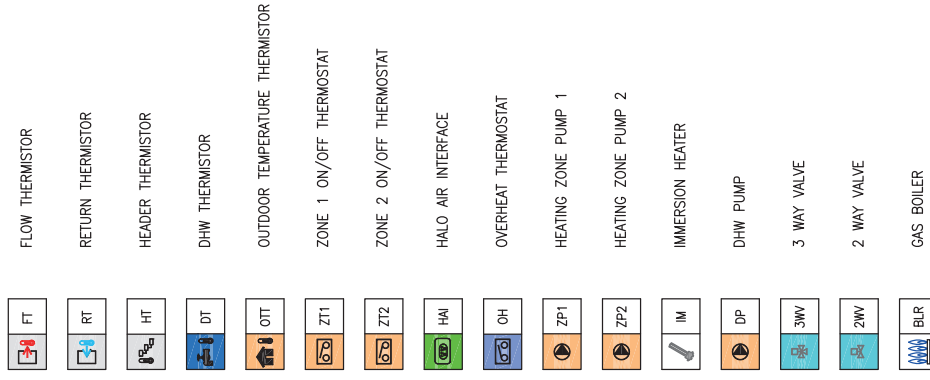 FT FLOW THERMISTOR
RT RETURN THERMISTOR
HT HEADER THERMISTOR
DT DHW THERMISTOR
OTT OUTDOOR TEMPERATURE THERMISTOR
ZT1 ZONE 1 ON/OFF THERMOSTAT
ZT2 ZONE 2 ON/OFF THERMOSTAT
HAI HALO AIR INTERFACE
OH OVERHEAT THERMOSTAT
ZP1 HEATING ZONE PUMP 1
ZP2 HEATING ZONE PUMP 2
IM IMMERSION HEATER
DP DHW PUMP
3WV 3 WAY VALVE
2WV 2 WAY VALVE
BLR GAS BOILER